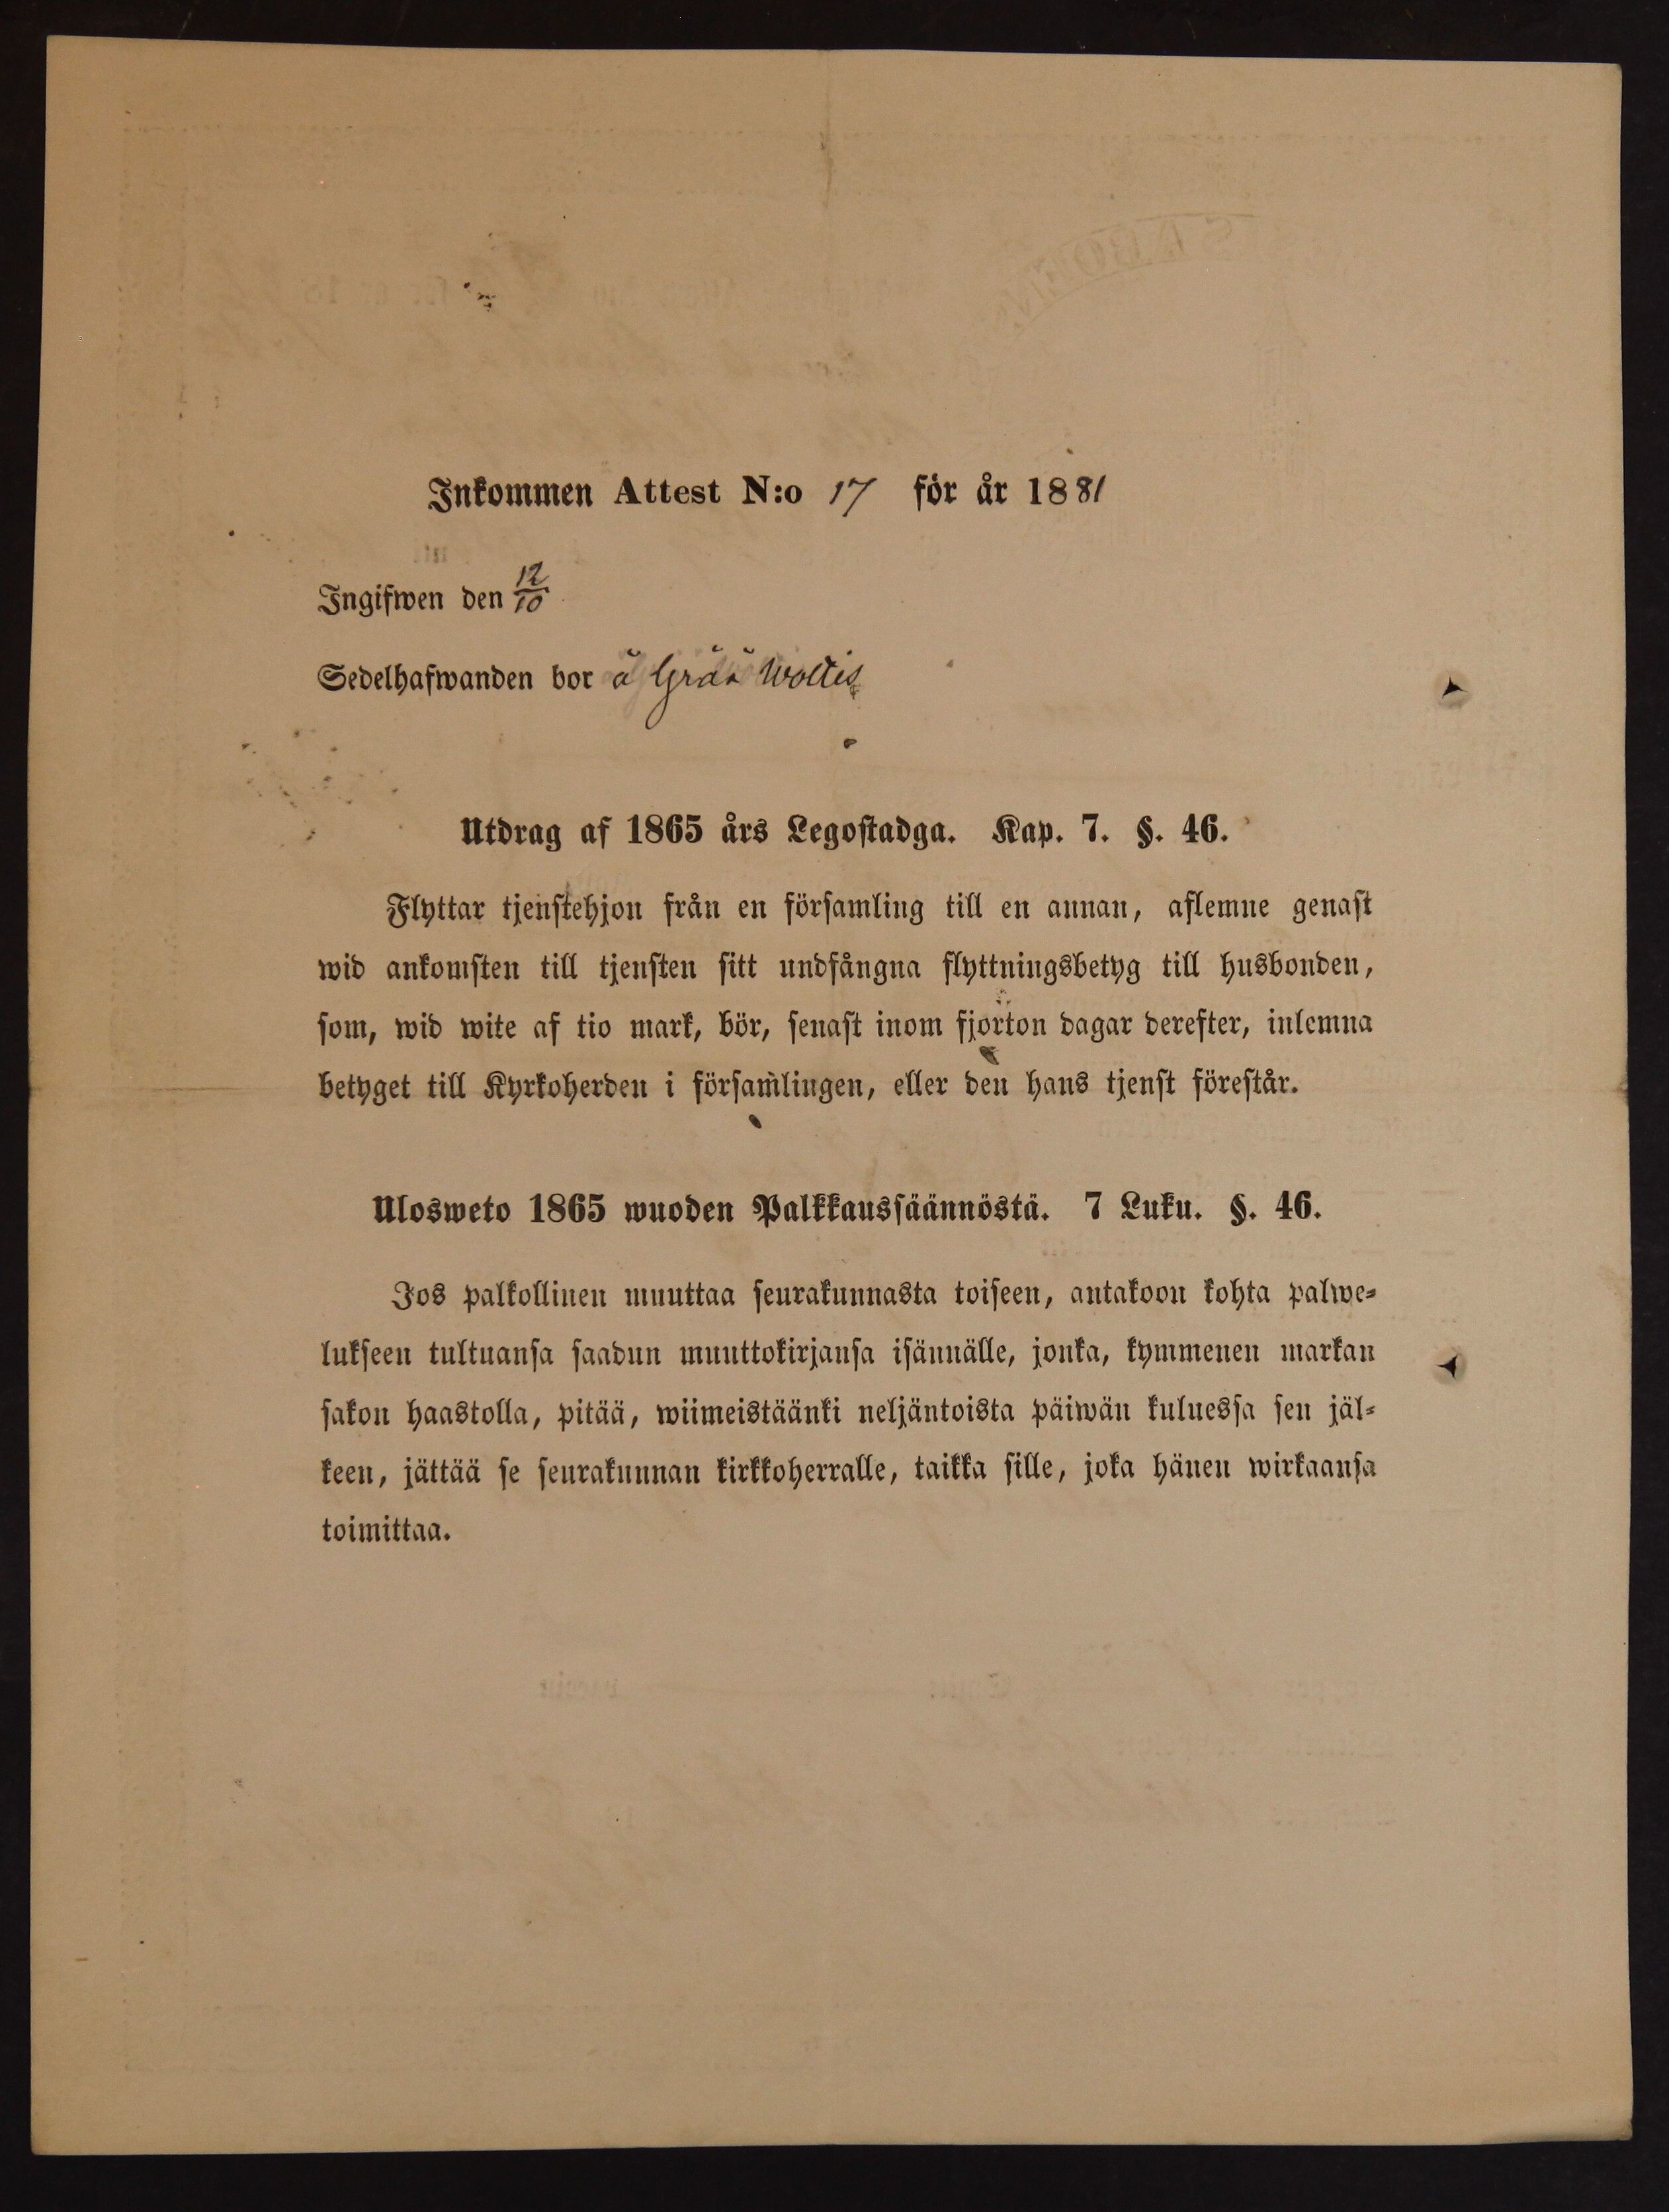 Inkommen Attest N:o 17 för år 1881
Ingifwen den 12/10
Sedelhafwanden bor å Gräs
Utdrag af 1865 års Legostadga. Kap. 7. §. 46.
Flyttar tjenstehjon från en församling till en annan, aflemne genast
wid ankomsten till tjensten sitt undfångna flyttningsbetyg till husbonden,
som, wid wite af tio mark, bör, senast inom fjorton dagar derefter, inlemna
betyget till Kyrkoherden i församlingen, eller den hans tjenst förestår.
Ulosweto 1865 wuoden Palkkaussäännöstä. 7 Luku. §. 46.
Jos palkollinen muuttaa seurakunnasta toiseen, antakoon kohta palwe-
lukseen tultuansa saadun muuttokirjansa isännälle, jonka, kymmenen markan
sakon haastolla, pitää, wiimeistäänki neljäntoista päiwän kuluessa sen jäl-
keen, jättää se seurakunnan kirkkoherralle, taikka sille, joka hänen wirkaansa
toimittaa.